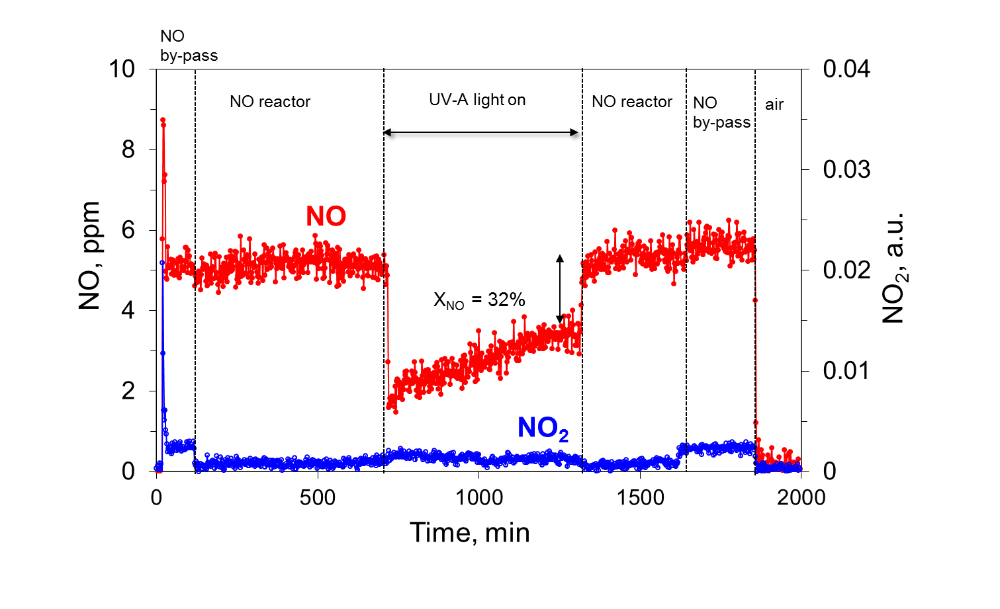 NO
by-pass
10
0.04
NO reactor
UV-A light on
NO reactor
NO
by-pass
air
8
0.03
NO
6
NO, ppm
0.02
NO₂, a.u.
X_NO = 32%
4
0.01
2
NO₂
0
0
0
500
1000
1500
2000
Time, min